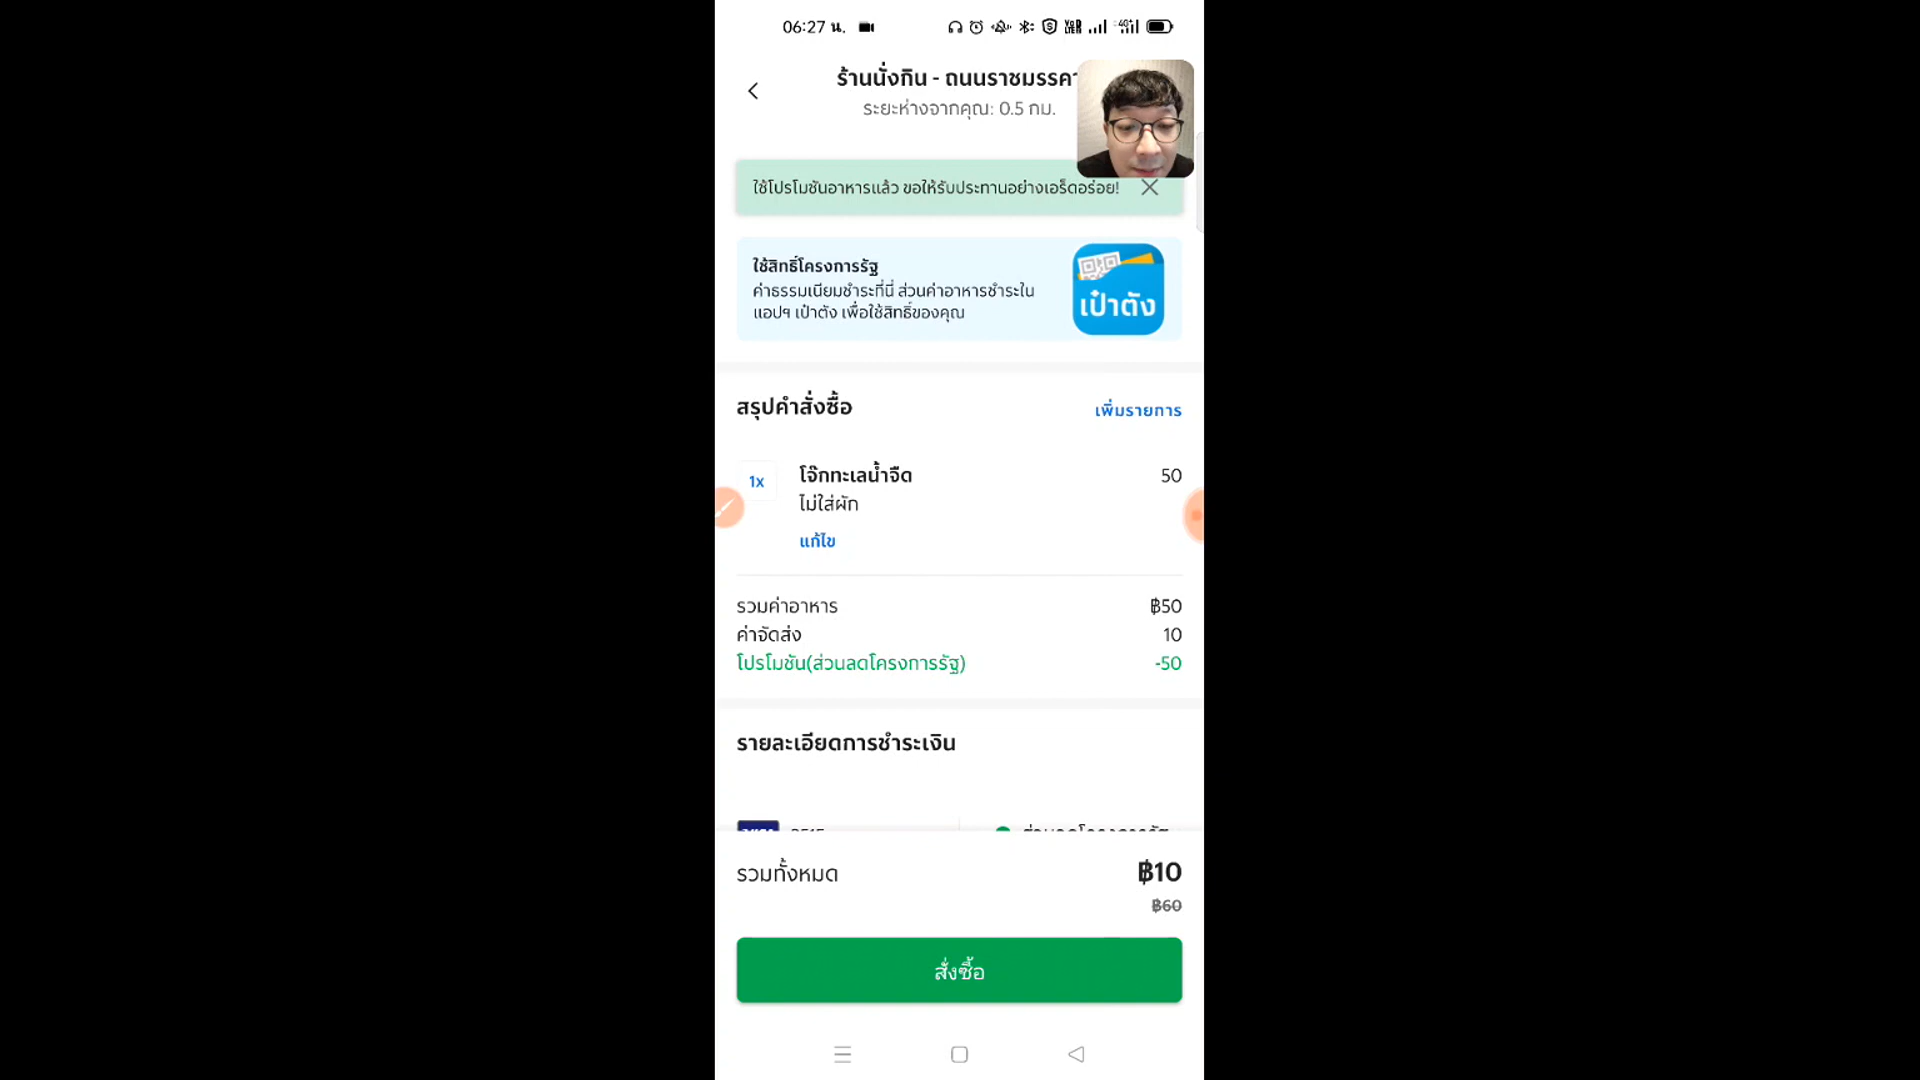 06:27 น.
ร้านนั่งกิน - ถนนราชมรรคา
ระยะห่างจากคุณ: 0.5 กม.
ใช้โปรโมชันอาหารแล้ว ขอให้รับประทานอย่างเอร็ดอร่อย!
ใช้สิทธิ์โครงการรัฐ
ค่าธรรมเนียมชำระที่นี่ ส่วนค่าอาหารชำระใน
แอปฯ เป๋าตัง เพื่อใช้สิทธิ์ของคุณ
เป๋าตัง
สรุปคำสั่งซื้อ
เพิ่มรายการ
1x
โจ๊กทะเลน้ำจืด
50
ไม่ใส่ผัก
แก้ไข
รวมค่าอาหาร ฿50
ค่าจัดส่ง 10
โปรโมชัน(ส่วนลดโครงการรัฐ) -50
รายละเอียดการชำระเงิน
รวมทั้งหมด ฿10
฿60
สั่งซื้อ